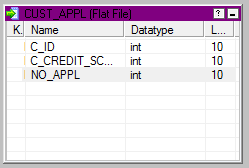 CUST_APPL (Flat File)
K. Name Datatype L...
C_ID int 10
C_CREDIT_SC... int 10
NO_APPL int 10